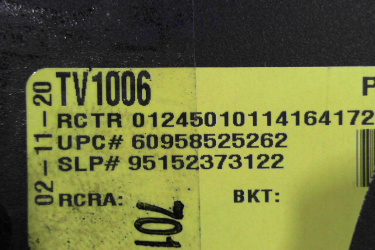 TV1006
RCTR 01245010114164172
UPC# 60958525262
SLP# 95152373122
RCRA:
BKT:
701
02-11-20
P